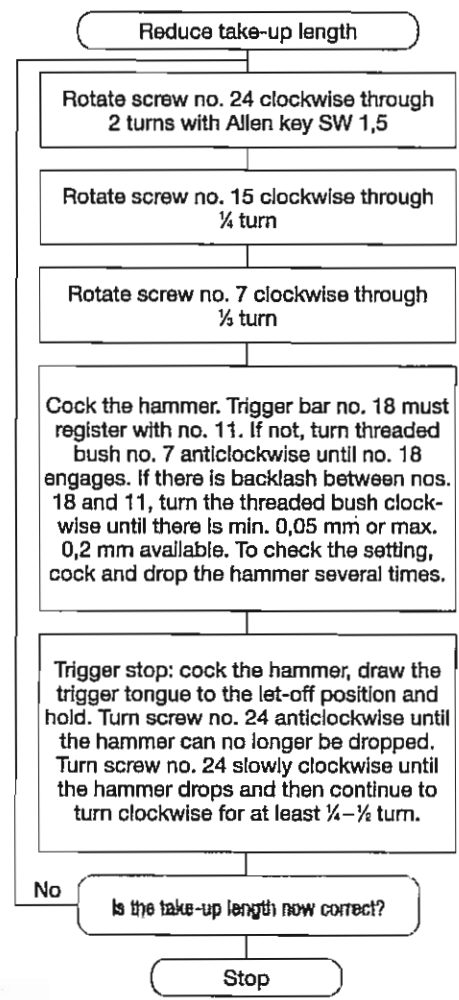 Reduce take-up length
Rotate screw no. 24 clockwise through
2 turns with Allen key SW 1,5
Rotate screw no. 15 clockwise through
¼ turn
Rotate screw no. 7 clockwise through
⅓ turn
Cock the hammer. Trigger bar no. 18 must
register with no. 11. If not, turn threaded
bush no. 7 anticlockwise until no. 18
engages. If there is backlash between nos.
18 and 11, turn the threaded bush clock-
wise until there is min. 0,05 mm or max.
0,2 mm available. To check the setting,
cock and drop the hammer several times.
Trigger stop: cock the hammer, draw the
trigger tongue to the let-off position and
hold. Turn screw no. 24 anticlockwise until
the hammer can no longer be dropped.
Turn screw no. 24 slowly clockwise until
the hammer drops and then continue to
turn clockwise for at least ¼–½ turn.
No
Is the take-up length now correct?
Stop